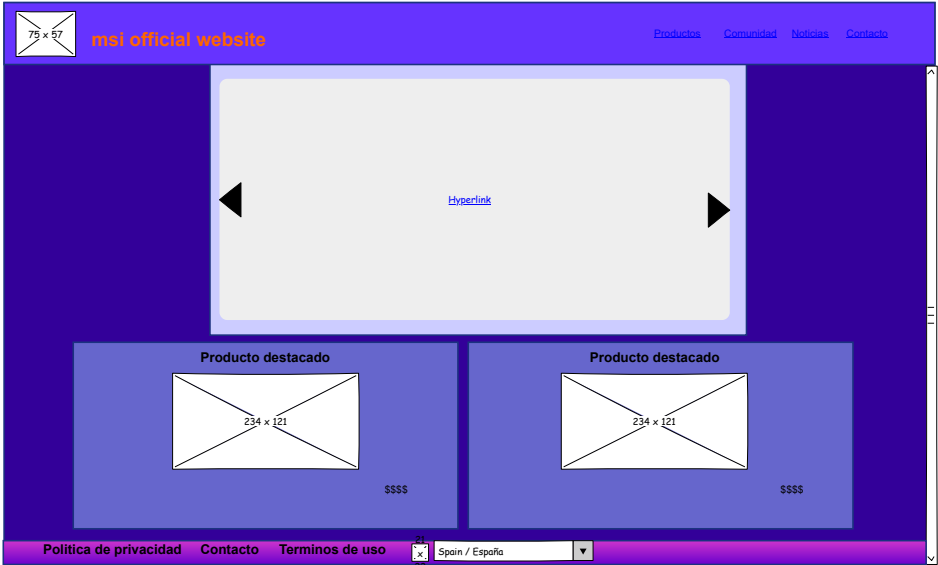 75 x 57
msi official website
Productos
Comunidad
Noticias
Contacto
Hyperlink
Producto destacado
234 x 121
$$$$
Producto destacado
234 x 121
$$$$
Politica de privacidad
Contacto
Terminos de uso
21
x
Spain / España